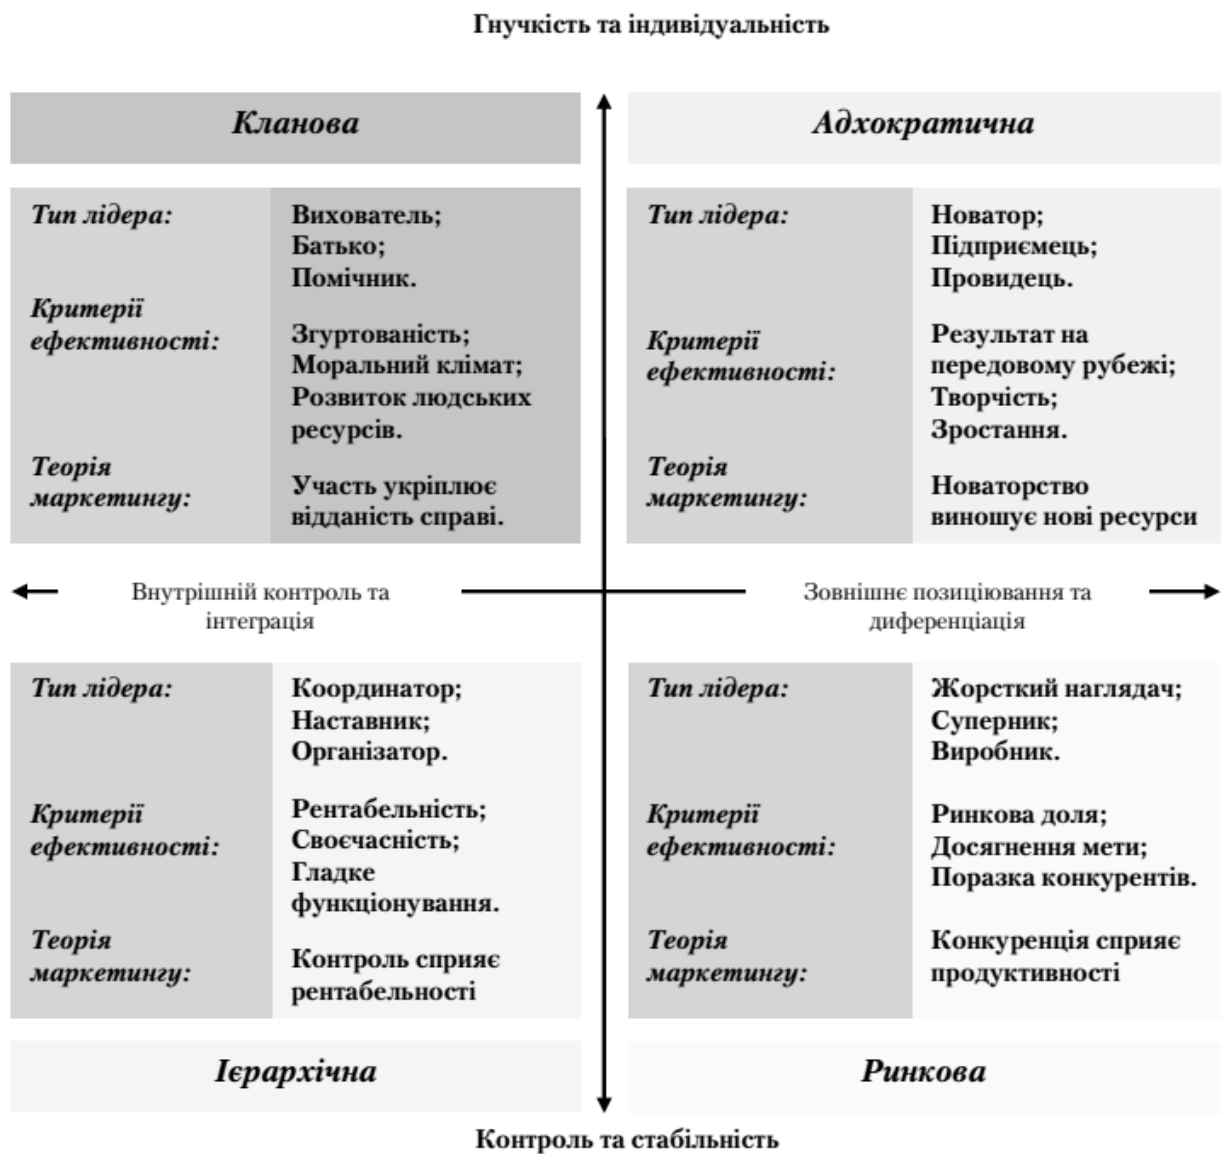 Гнучкість та індивідуальність
Кланова
Тип лідера:
Вихователь;
Батько;
Помічник.
Критерії
ефективності:
Згуртованість;
Моральний клімат;
Розвиток людських
ресурсів.
Теорія
маркетингу:
Участь укріплює
відданість справі.
Адхократична
Тип лідера:
Новатор;
Підприємець;
Провидець.
Критерії
ефективності:
Результат на
передовому рубежі;
Творчість;
Зростання.
Теорія
маркетингу:
Новаторство
виношує нові ресурси
Внутрішній контроль та
інтеграція
Зовнішнє позиціювання та
диференціація
Тип лідера:
Координатор;
Наставник;
Організатор.
Критерії
ефективності:
Рентабельність;
Своєчасність;
Гладке
функціонування.
Теорія
маркетингу:
Контроль сприяє
рентабельності
Ієрархічна
Тип лідера:
Жорсткий наглядач;
Суперник;
Виробник.
Критерії
ефективності:
Ринкова доля;
Досягнення мети;
Поразка конкурентів.
Теорія
маркетингу:
Конкуренція сприяє
продуктивності
Ринкова
Контроль та стабільність